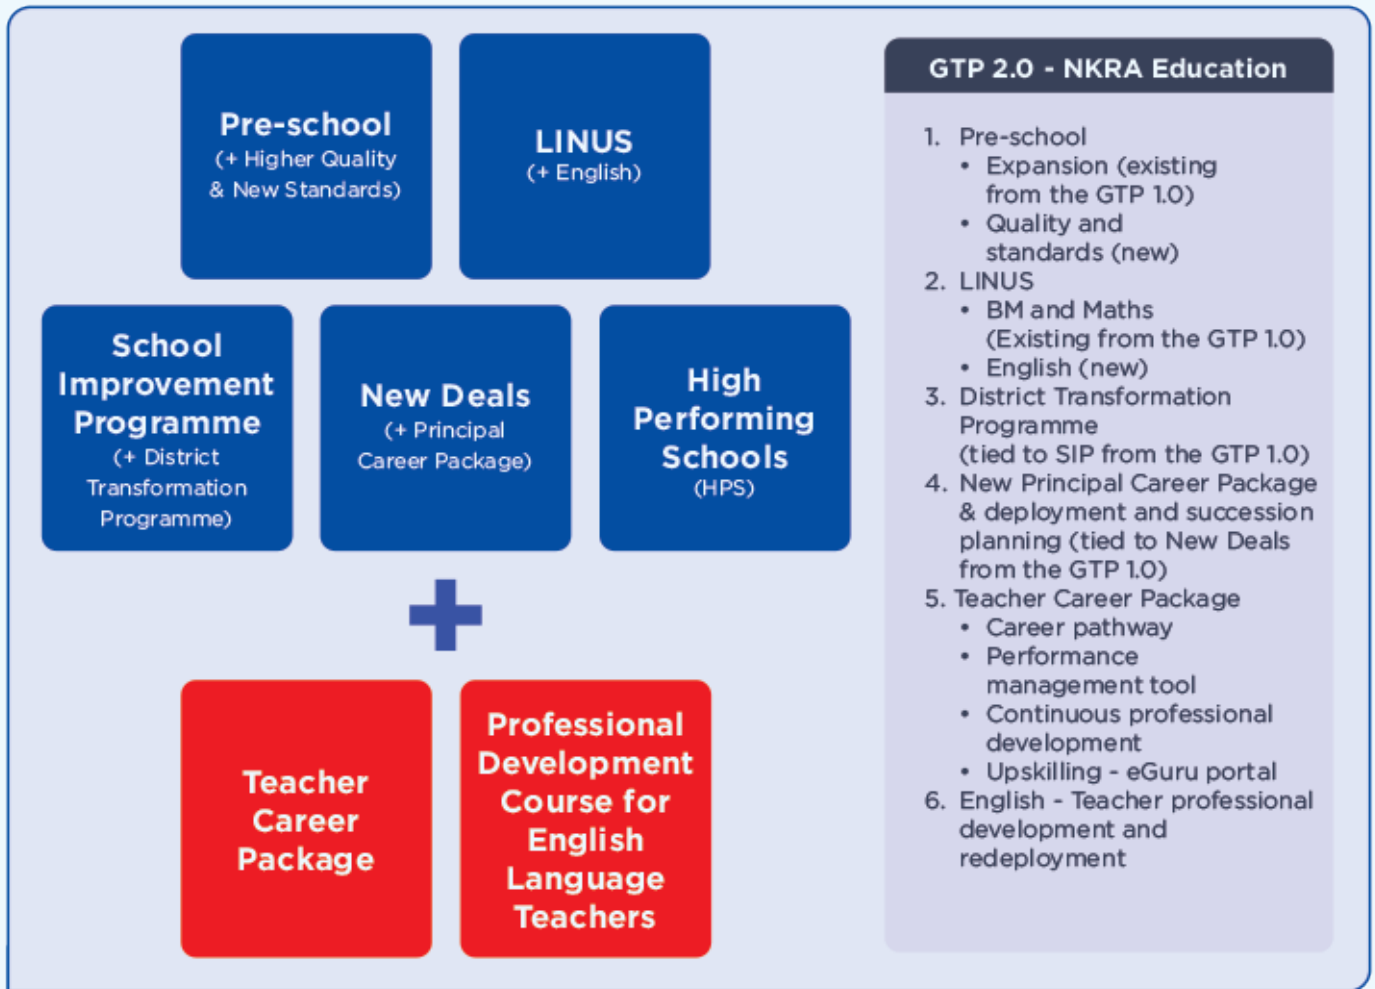 Pre-school
(+ Higher Quality
& New Standards)
LINUS
(+ English)
School
Improvement
Programme
(+ District
Transformation
Programme)
New Deals
(+ Principal
Career Package)
High
Performing
Schools
(HPS)
Teacher
Career
Package
Professional
Development
Course for
English
Language
Teachers
GTP 2.0 - NKRA Education
1. Pre-school
• Expansion (existing
from the GTP 1.0)
• Quality and
standards (new)
2. LINUS
• BM and Maths
(Existing from the GTP 1.0)
• English (new)
3. District Transformation
Programme
(tied to SIP from the GTP 1.0)
4. New Principal Career Package
& deployment and succession
planning (tied to New Deals
from the GTP 1.0)
5. Teacher Career Package
• Career pathway
• Performance
management tool
• Continuous professional
development
• Upskilling - eGuru portal
6. English - Teacher professional
development and
redeployment